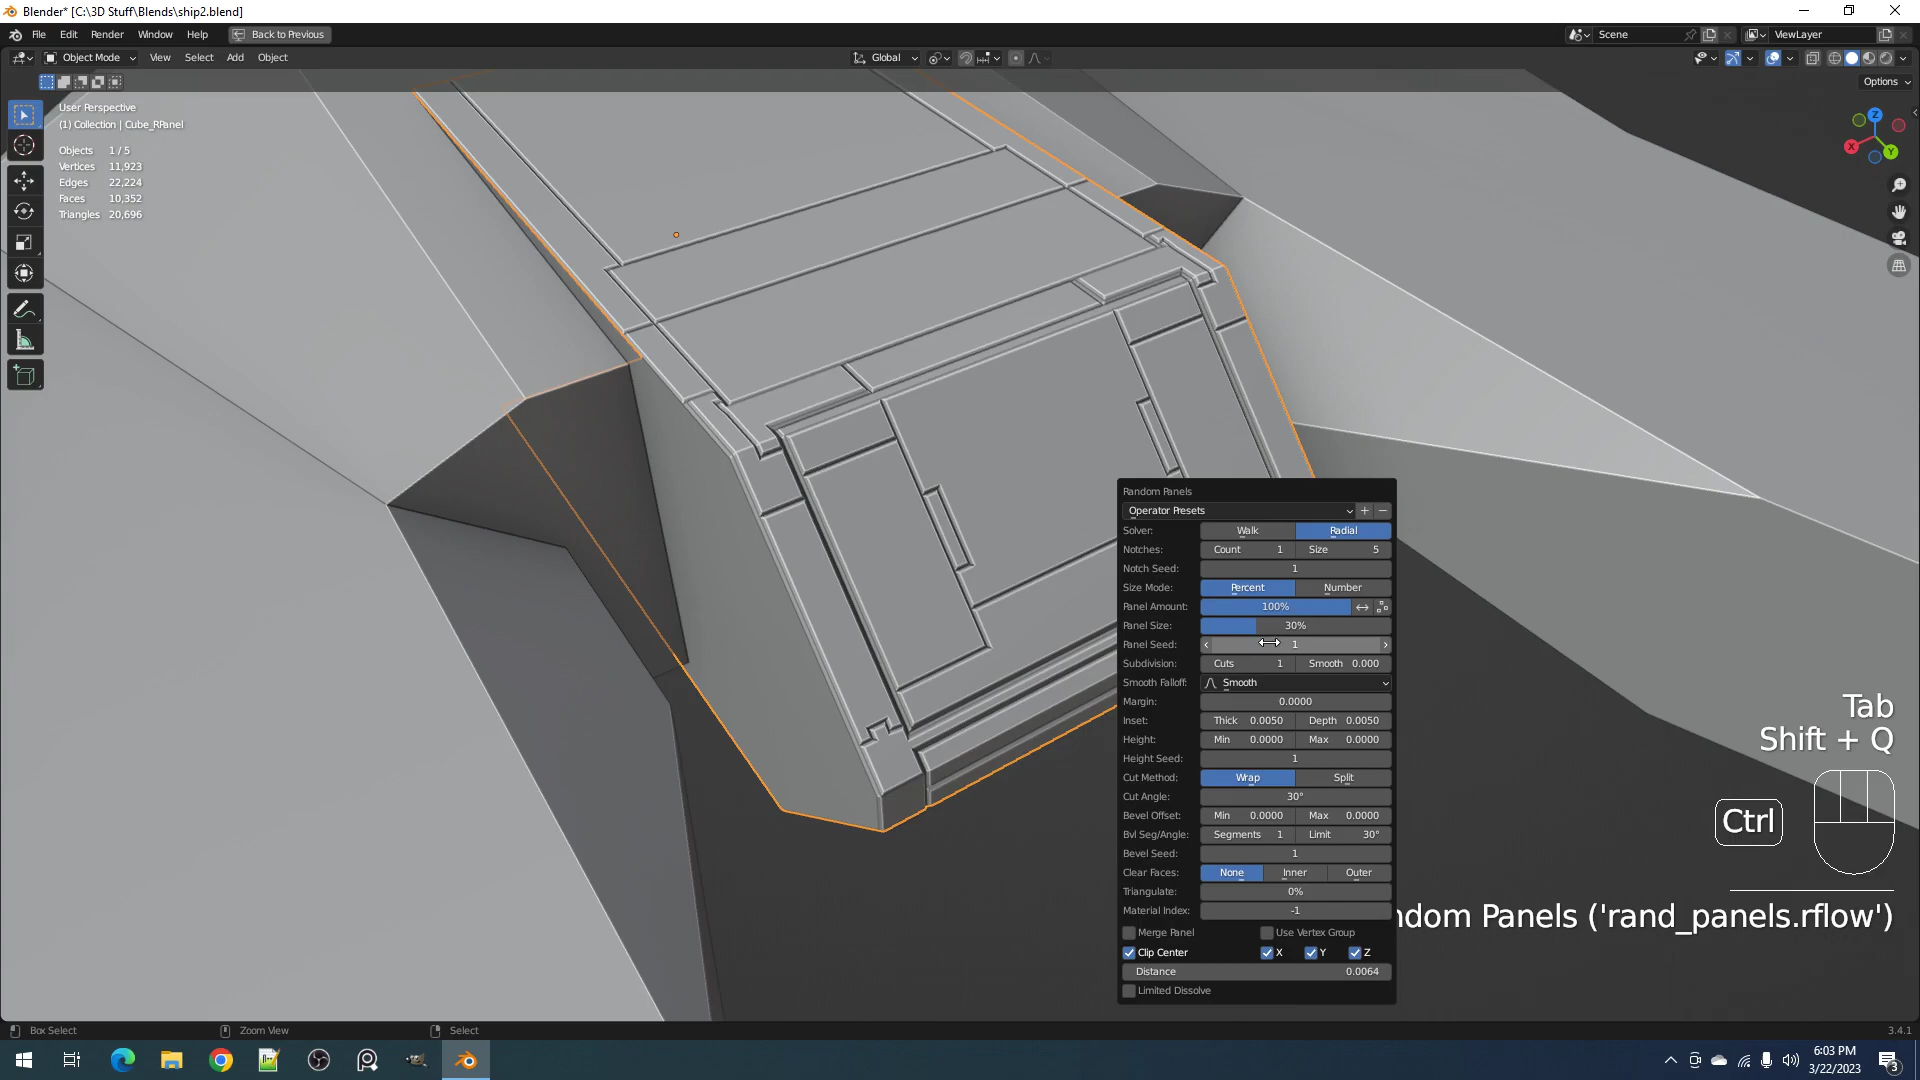 Blender* [C:\3D Stuff\Blends\ship2.blend]
File Edit Render Window Help Back to Previous Scene ViewLayer
Object Mode View Select Add Object Global
Options
User Perspective
(1) Collection | Cube_RPanel
Objects 1 / 5
Vertices 11,923
Edges 22,224
Faces 10,352
Triangles 20,696
Z
X
Y
Random Panels
Operator Presets
Solver: Walk Radial
Notches: Count 1 Size 5
Notch Seed: 1
Size Mode: Percent Number
Panel Amount: 100%
Panel Size: 30%
Panel Seed: 1
Subdivision: Cuts 1 Smooth 0.000
Smooth Falloff: Smooth
Margin: 0.0000
Inset: Thick 0.0050 Depth 0.0050
Height: Min 0.0000 Max 0.0000
Height Seed: 1
Cut Method: Wrap Split
Cut Angle: 30°
Bevel Offset: Min 0.0000 Max 0.0000
Bvl Seg/Angle: Segments 1 Limit 30°
Bevel Seed: 1
Clear Faces: None Inner Outer
Triangulate: 0%
Material Index: -1
Merge Panel Use Vertex Group
Clip Center X Y Z
Distance 0.0064
Limited Dissolve
Tab
Shift + Q
Ctrl
ndom Panels ('rand_panels.rflow')
Box Select Zoom View Select 3.4.1
6:03 PM
3/22/2023
3